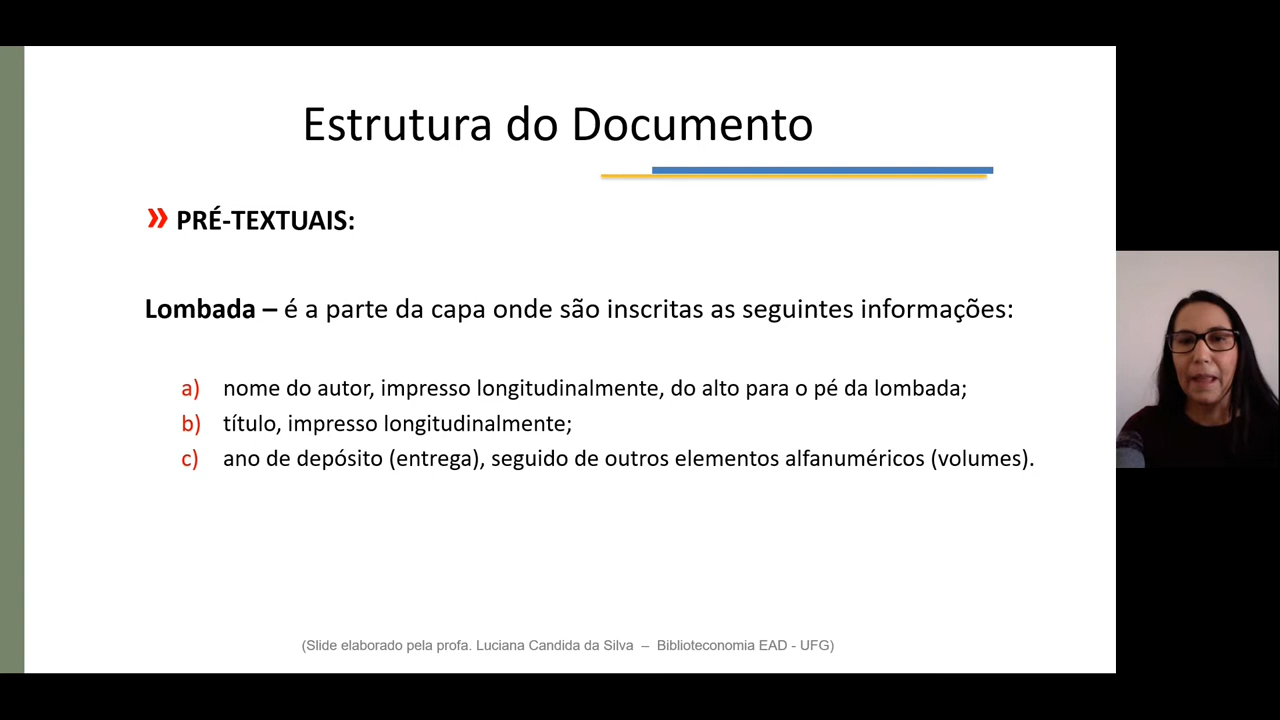 Estrutura do Documento
» PRÉ-TEXTUAIS:
Lombada – é a parte da capa onde são inscritas as seguintes informações:
a) nome do autor, impresso longitudinalmente, do alto para o pé da lombada;
b) título, impresso longitudinalmente;
c) ano de depósito (entrega), seguido de outros elementos alfanuméricos (volumes).
(Slide elaborado pela profa. Luciana Candida da Silva – Biblioteconomia EAD - UFG)